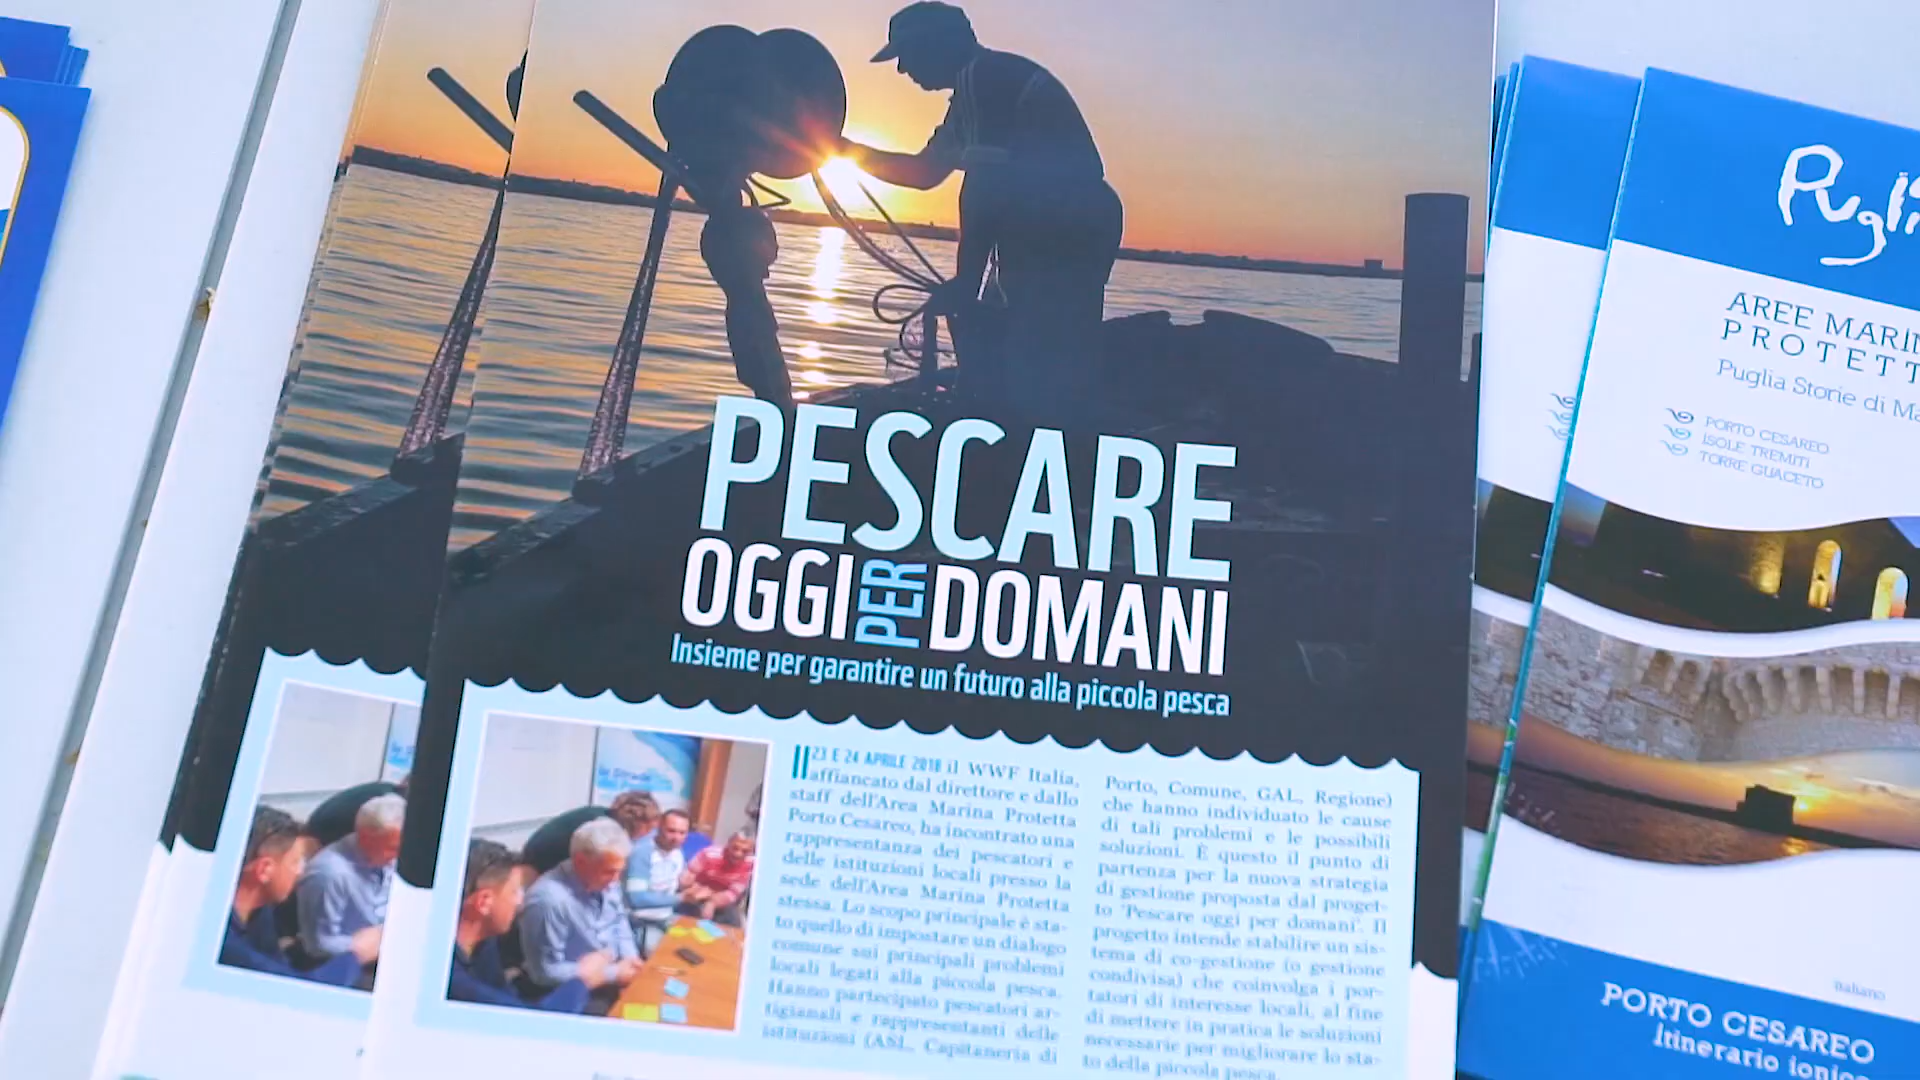 PESCARE
OGGI PER DOMANI
Insieme per garantire un futuro alla piccola pesca
Il 23 E 24 APRILE 2018 il WWF Italia,
affiancato dal direttore e dallo
staff dell'Area Marina Protetta
Porto Cesareo, ha incontrato una
rappresentanza dei pescatori e
delle istituzioni locali presso la
sede dell'Area Marina Protetta
stessa. Lo scopo principale è sta-
to quello di impostare un dialogo
comune sui principali problemi
locali legati alla piccola pesca.
Hanno partecipato pescatori ar-
tigianali e rappresentanti delle
istituzioni (ASL, Capitaneria di
Porto, Comune, GAL, Regione)
che hanno individuato le cause
di tali problemi e le possibili
soluzioni. È questo il punto di
partenza per la nuova strategia
di gestione proposta dal proget-
to "Pescare oggi per domani". Il
progetto intende stabilire un sis-
tema di co-gestione (o gestione
condivisa) che coinvolga i por-
tatori di interesse locali, al fine
di mettere in pratica le soluzioni
necessarie per migliorare lo sta-
to della piccola pesca.
Pugli
AREE MARIN
PROTETT
Puglia Storie di Ma
PORTO CESAREO
ISOLE TREMITI
TORRE GUACETO
Italiano
PORTO CESAREO
Itinerario ionico